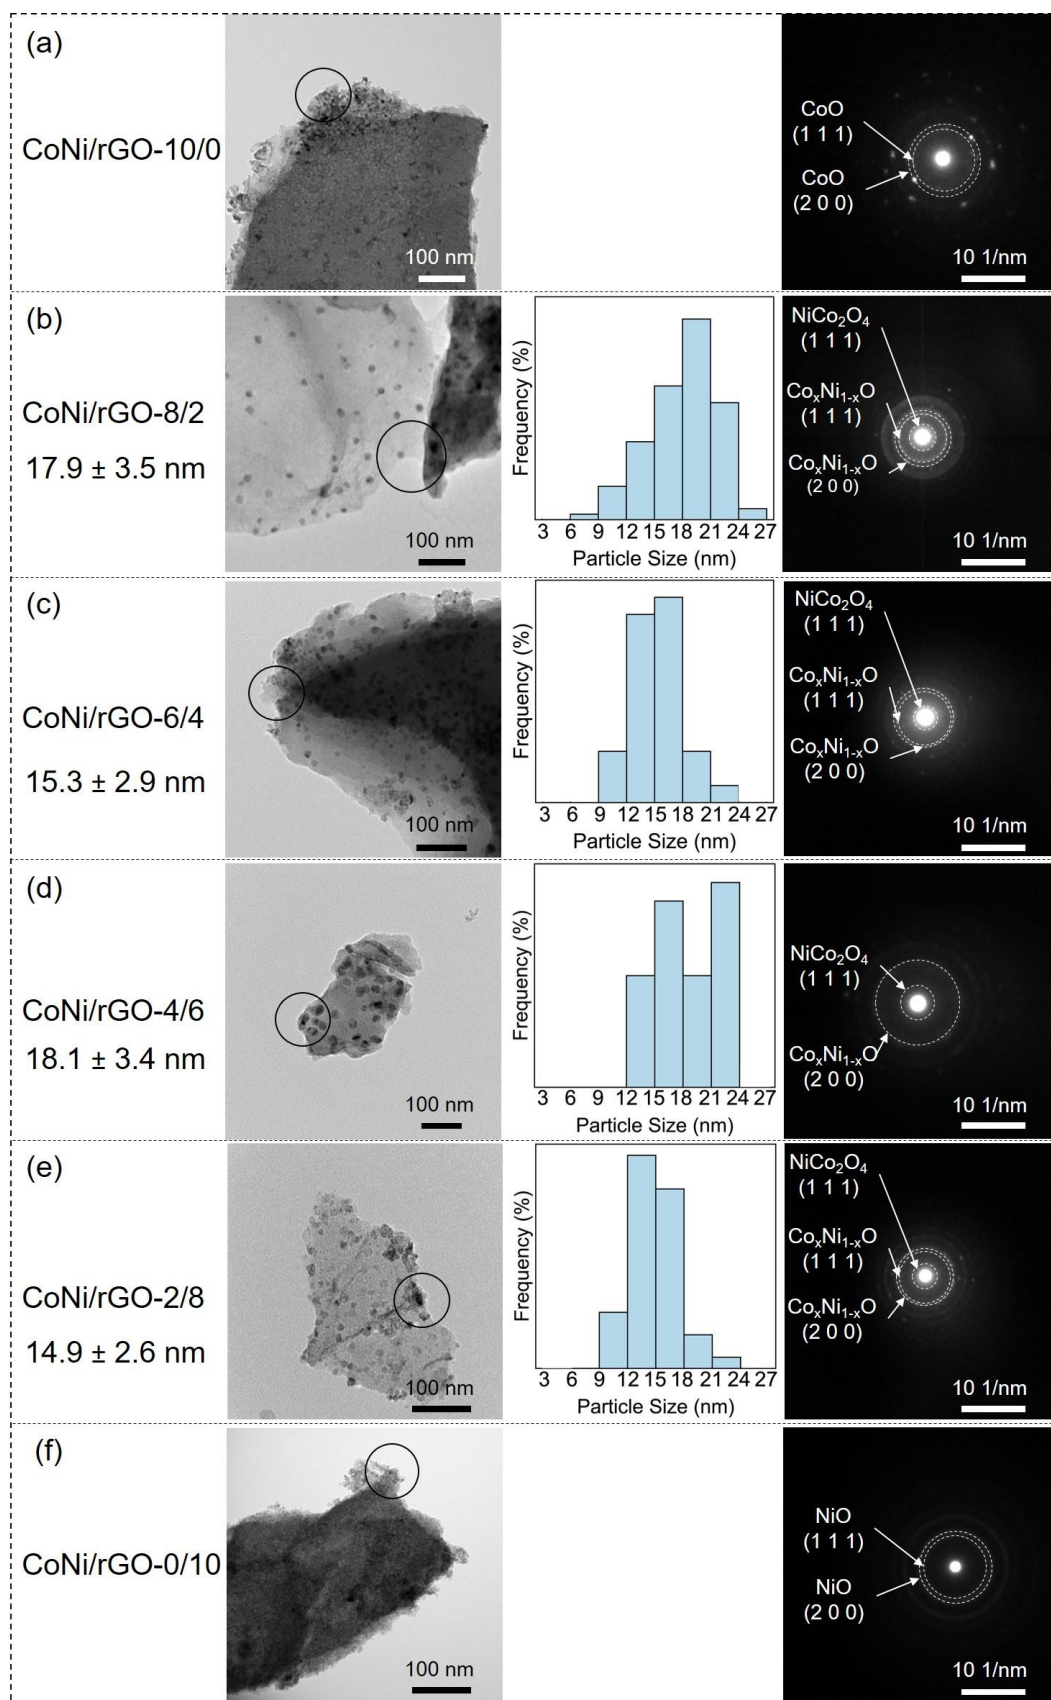 (a)
CoNi/rGO-10/0
100 nm
CoO
(1 1 1)
CoO
(2 0 0)
10 1/nm
(b)
CoNi/rGO-8/2
17.9 ± 3.5 nm
100 nm
Frequency (%)
3 6 9 12 15 18 21 24 27
Particle Size (nm)
NiCo₂O₄
(1 1 1)
CoₓNi₁₋ₓO
(1 1 1)
CoₓNi₁₋ₓO
(2 0 0)
10 1/nm
(c)
CoNi/rGO-6/4
15.3 ± 2.9 nm
100 nm
Frequency (%)
3 6 9 12 15 18 21 24 27
Particle Size (nm)
NiCo₂O₄
(1 1 1)
CoₓNi₁₋ₓO
(1 1 1)
CoₓNi₁₋ₓO
(2 0 0)
10 1/nm
(d)
CoNi/rGO-4/6
18.1 ± 3.4 nm
100 nm
Frequency (%)
3 6 9 12 15 18 21 24 27
Particle Size (nm)
NiCo₂O₄
(1 1 1)
CoₓNi₁₋ₓO
(2 0 0)
10 1/nm
(e)
CoNi/rGO-2/8
14.9 ± 2.6 nm
100 nm
Frequency (%)
3 6 9 12 15 18 21 24 27
Particle Size (nm)
NiCo₂O₄
(1 1 1)
CoₓNi₁₋ₓO
(1 1 1)
CoₓNi₁₋ₓO
(2 0 0)
10 1/nm
(f)
CoNi/rGO-0/10
100 nm
NiO
(1 1 1)
NiO
(2 0 0)
10 1/nm